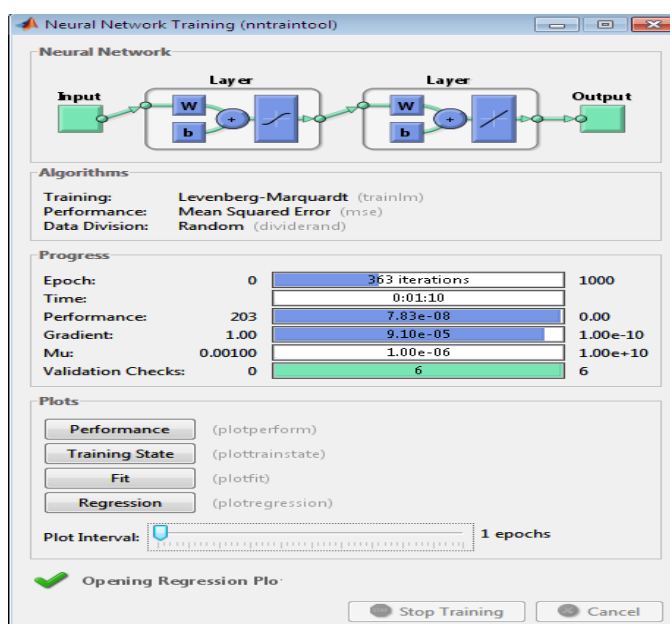 Neural Network Training (nntraintool)
Neural Network
Layer Layer
Input Output
W W
b b
+ +
Algorithms
Training: Levenberg-Marquardt (trainlm)
Performance: Mean Squared Error (mse)
Data Division: Random (dividerand)
Progress
Epoch: 0 363 iterations 1000
Time: 0:01:10
Performance: 203 7.83e-08 0.00
Gradient: 1.00 9.10e-05 1.00e-10
Mu: 0.00100 1.00e-06 1.00e+10
Validation Checks: 0 6 6
Plots
Performance (plotperform)
Training State (plottrainstate)
Fit (plotfit)
Regression (plotregression)
Plot Interval: 1 epochs
Opening Regression Plo
Stop Training Cancel